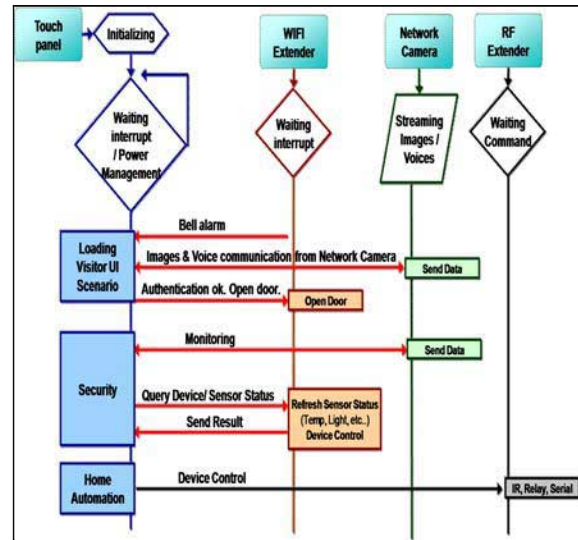 Touch
panel
Initializing
WIFI
Extender
Network
Camera
RF
Extender
Waiting
interrupt
/ Power
Management
Waiting
interrupt
Streaming
Images /
Voices
Waiting
Command
Bell alarm
Loading
Visitor UI
Scenario
Images & Voice communication from Network Camera
Send Data
Authentication ok. Open door.
Open Door
Monitoring
Send Data
Security
Query Device/ Sensor Status
Refresh Sensor Status
(Temp, Light, etc..)
Device Control
Send Result
Home
Automation
Device Control
IR, Relay, Serial